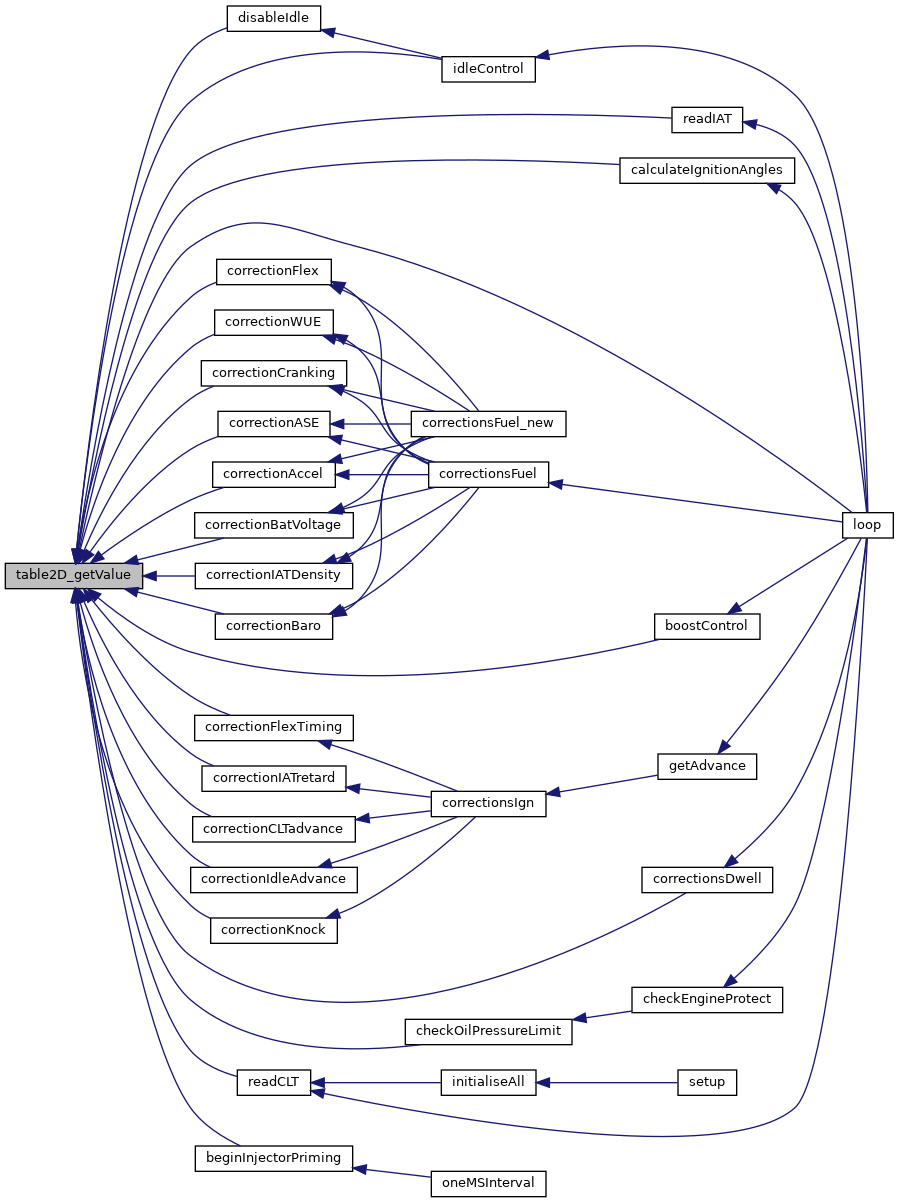 disableIdle
idleControl
readIAT
calculateIgnitionAngles
correctionFlex
correctionWUE
correctionCranking
correctionASE
correctionsFuel_new
correctionAccel
correctionsFuel
correctionBatVoltage
loop
table2D_getValue
correctionIATDensity
correctionBaro
boostControl
correctionFlexTiming
getAdvance
correctionIATretard
correctionsIgn
correctionCLTadvance
correctionIdleAdvance
correctionsDwell
correctionKnock
checkEngineProtect
checkOilPressureLimit
readCLT
initialiseAll
setup
beginInjectorPriming
oneMSInterval